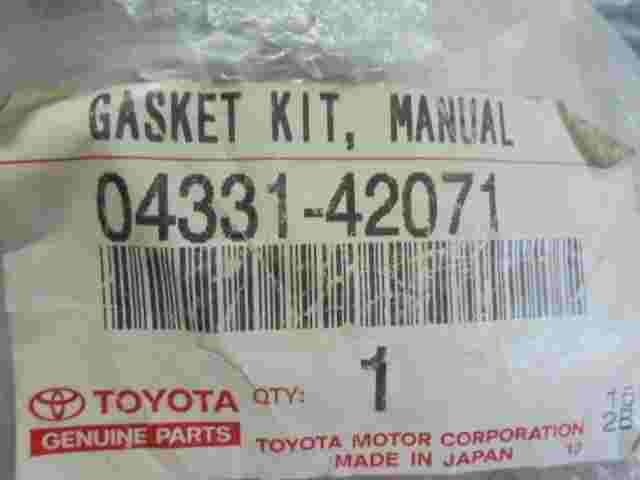 GASKET KIT, MANUAL
04331-42071
TOYOTA QTY: 1
GENUINE PARTS
TOYOTA MOTOR CORPORATION
MADE IN JAPAN